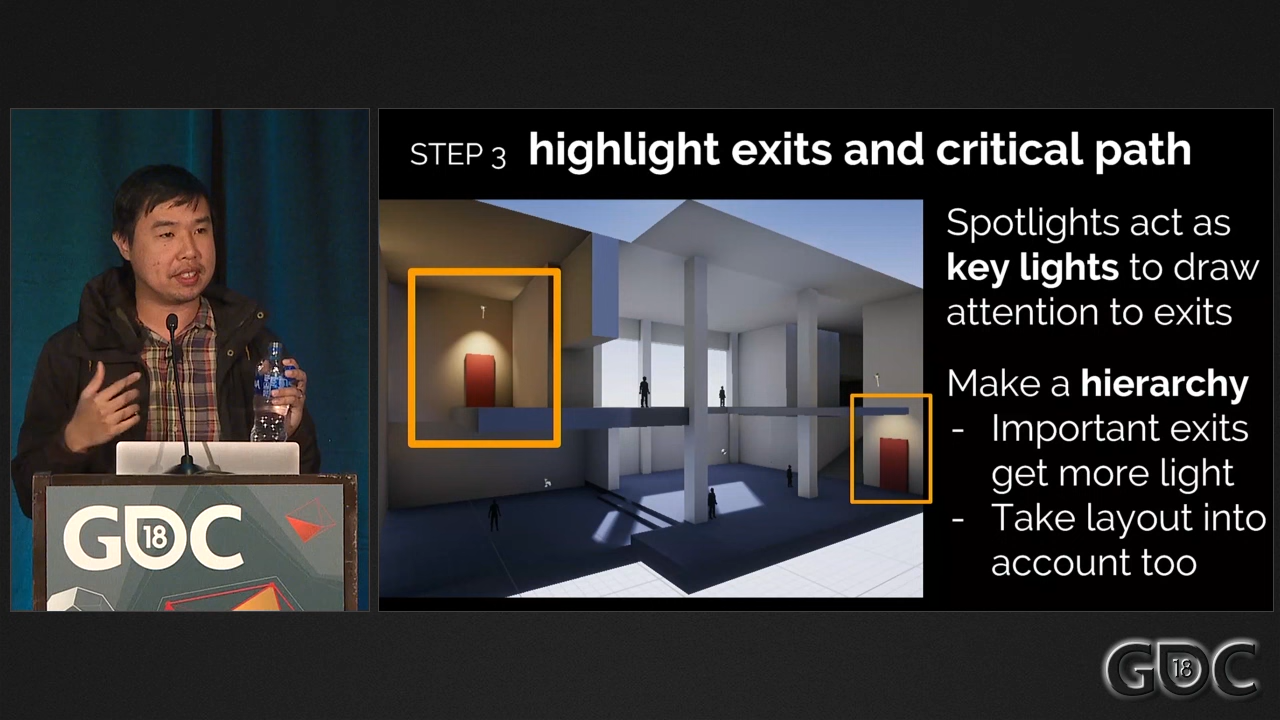 STEP 3 highlight exits and critical path
Spotlights act as
key lights to draw
attention to exits
Make a hierarchy
- Important exits
get more light
- Take layout into
account too
GDC
18
GDC
18